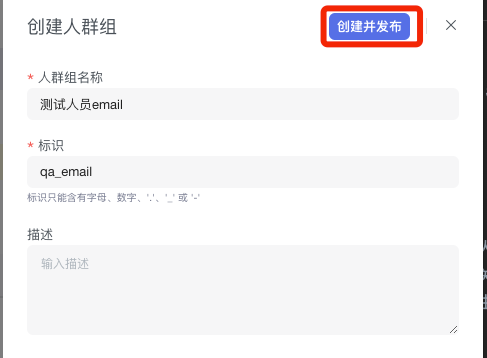 创建人群组
创建并发布
* 人群组名称
测试人员email
* 标识
qa_email
标识只能含有字母、数字、'.'、'_' 或 '-'
描述
输入描述